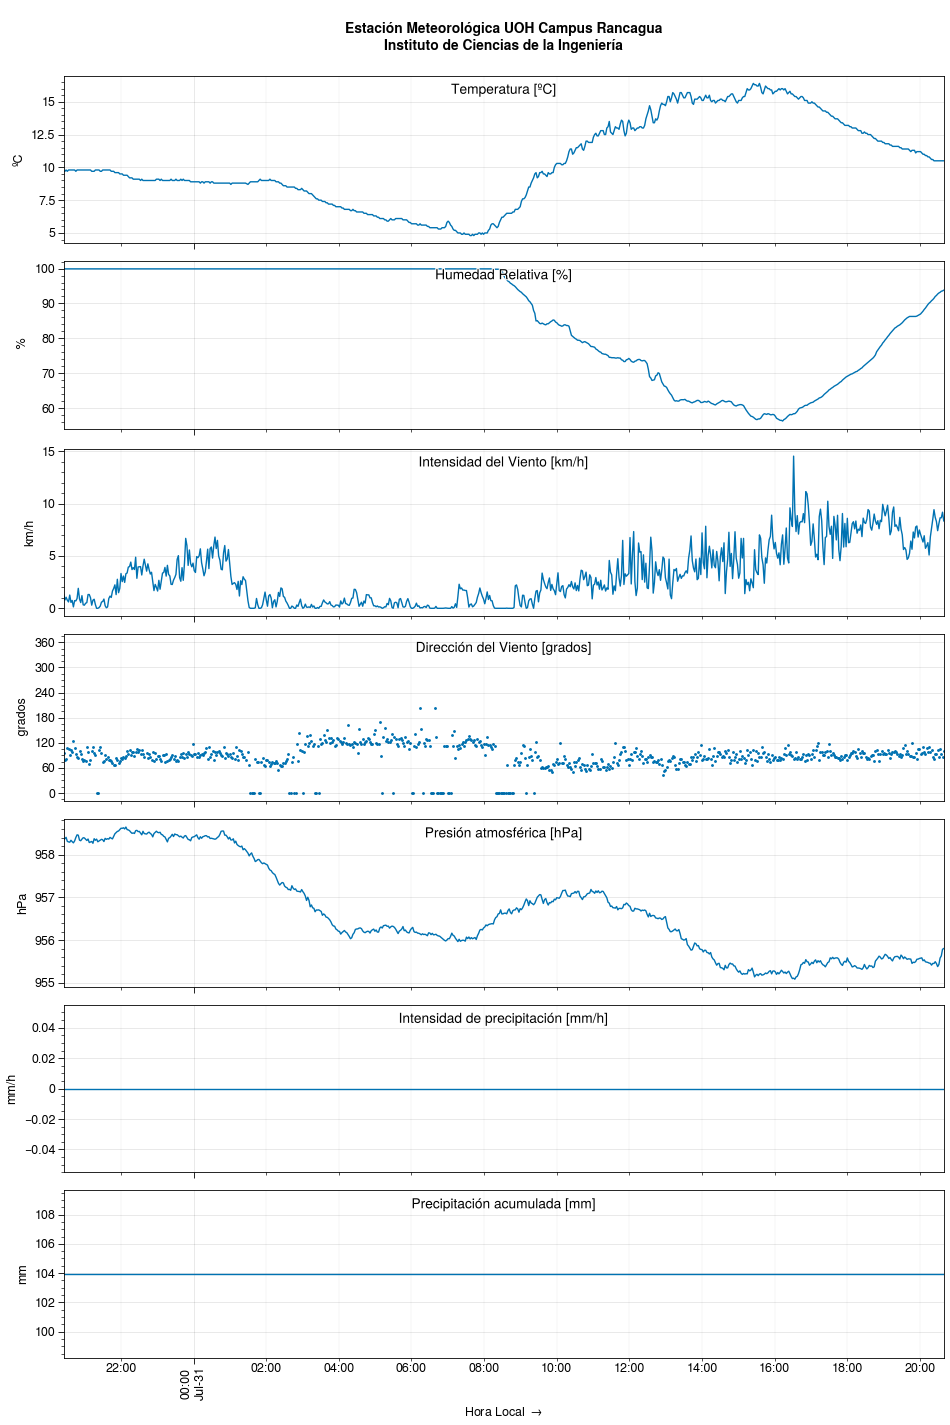 Estación Meteorológica UOH Campus Rancagua
Instituto de Ciencias de la Ingeniería
Temperatura [ºC]
ºC
15
12.5
10
7.5
5
Humedad Relativa [%]
%
100
90
80
70
60
Intensidad del Viento [km/h]
km/h
15
10
5
0
Dirección del Viento [grados]
grados
360
300
240
180
120
60
0
Presión atmosférica [hPa]
hPa
958
957
956
955
Intensidad de precipitación [mm/h]
mm/h
0.04
0.02
0
−0.02
−0.04
Precipitación acumulada [mm]
mm
108
106
104
102
100
22:00
00:00
Jul-31
02:00
04:00
06:00
08:00
10:00
12:00
14:00
16:00
18:00
20:00
Hora Local →